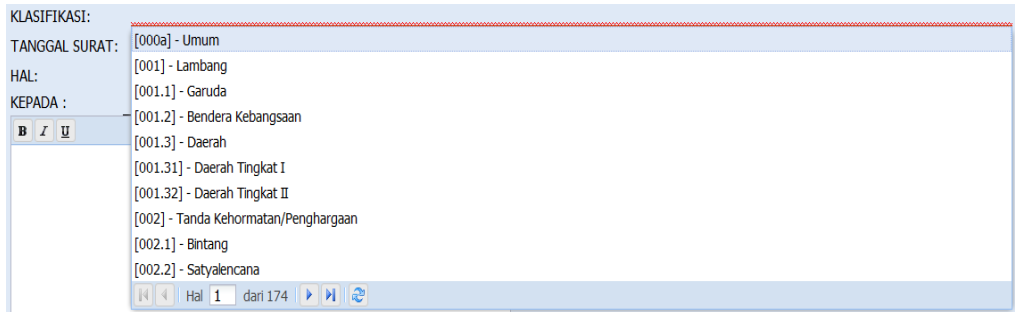 KLASIFIKASI:
[000a] - Umum
TANGGAL SURAT:
[001] - Lambang
HAL:
[001.1] - Garuda
KEPADA :
[001.2] - Bendera Kebangsaan
B I U
[001.3] - Daerah
[001.31] - Daerah Tingkat I
[001.32] - Daerah Tingkat II
[002] - Tanda Kehormatan/Penghargaan
[002.1] - Bintang
[002.2] - Satyalencana
Hal 1 dari 174